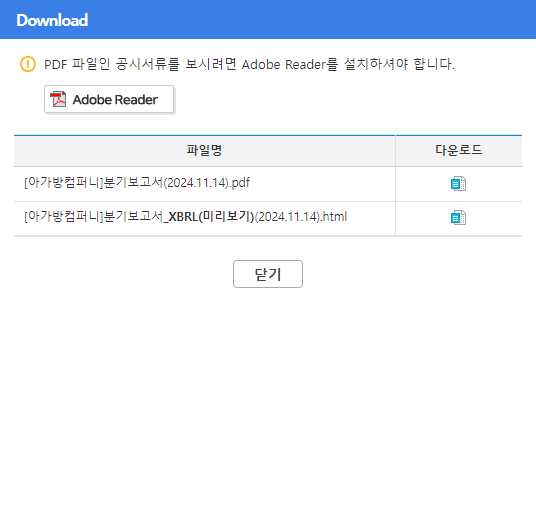 Download
PDF 파일인 공시서류를 보시려면 Adobe Reader를 설치하셔야 합니다.
Adobe Reader
파일명 다운로드
[아가방컴퍼니]분기보고서(2024.11.14).pdf
[아가방컴퍼니]분기보고서_XBRL(미리보기)(2024.11.14).html
닫기